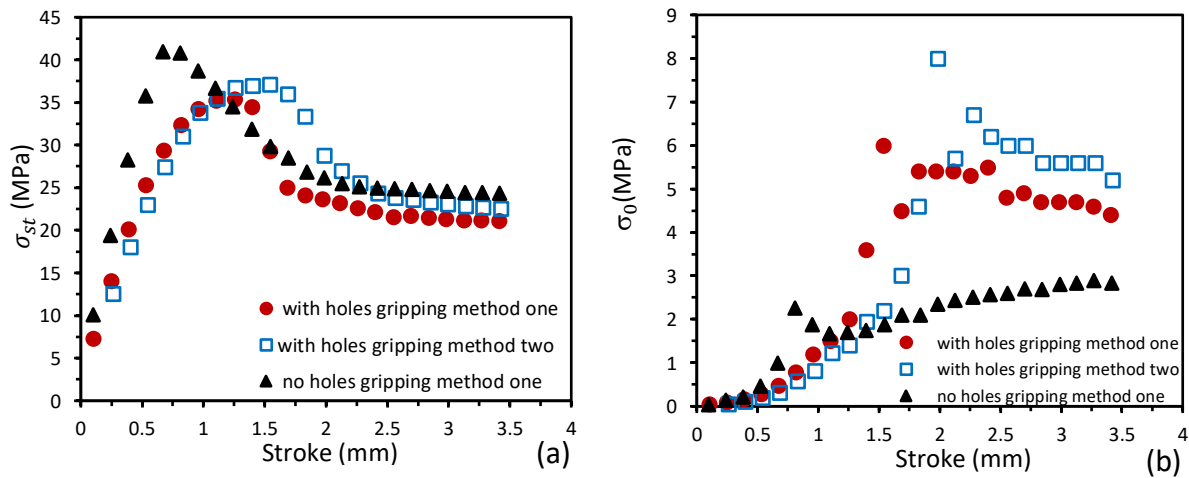 45
40
35
30
25
20
15
10
5
0
σst (MPa)
with holes gripping method one
with holes gripping method two
no holes gripping method one
0 0.5 1 1.5 2 2.5 3 3.5 4
Stroke (mm)
(a)
9
8
7
6
5
4
3
2
1
0
σ0(MPa)
with holes gripping method one
with holes gripping method two
no holes gripping method one
0 0.5 1 1.5 2 2.5 3 3.5 4
Stroke (mm)
(b)